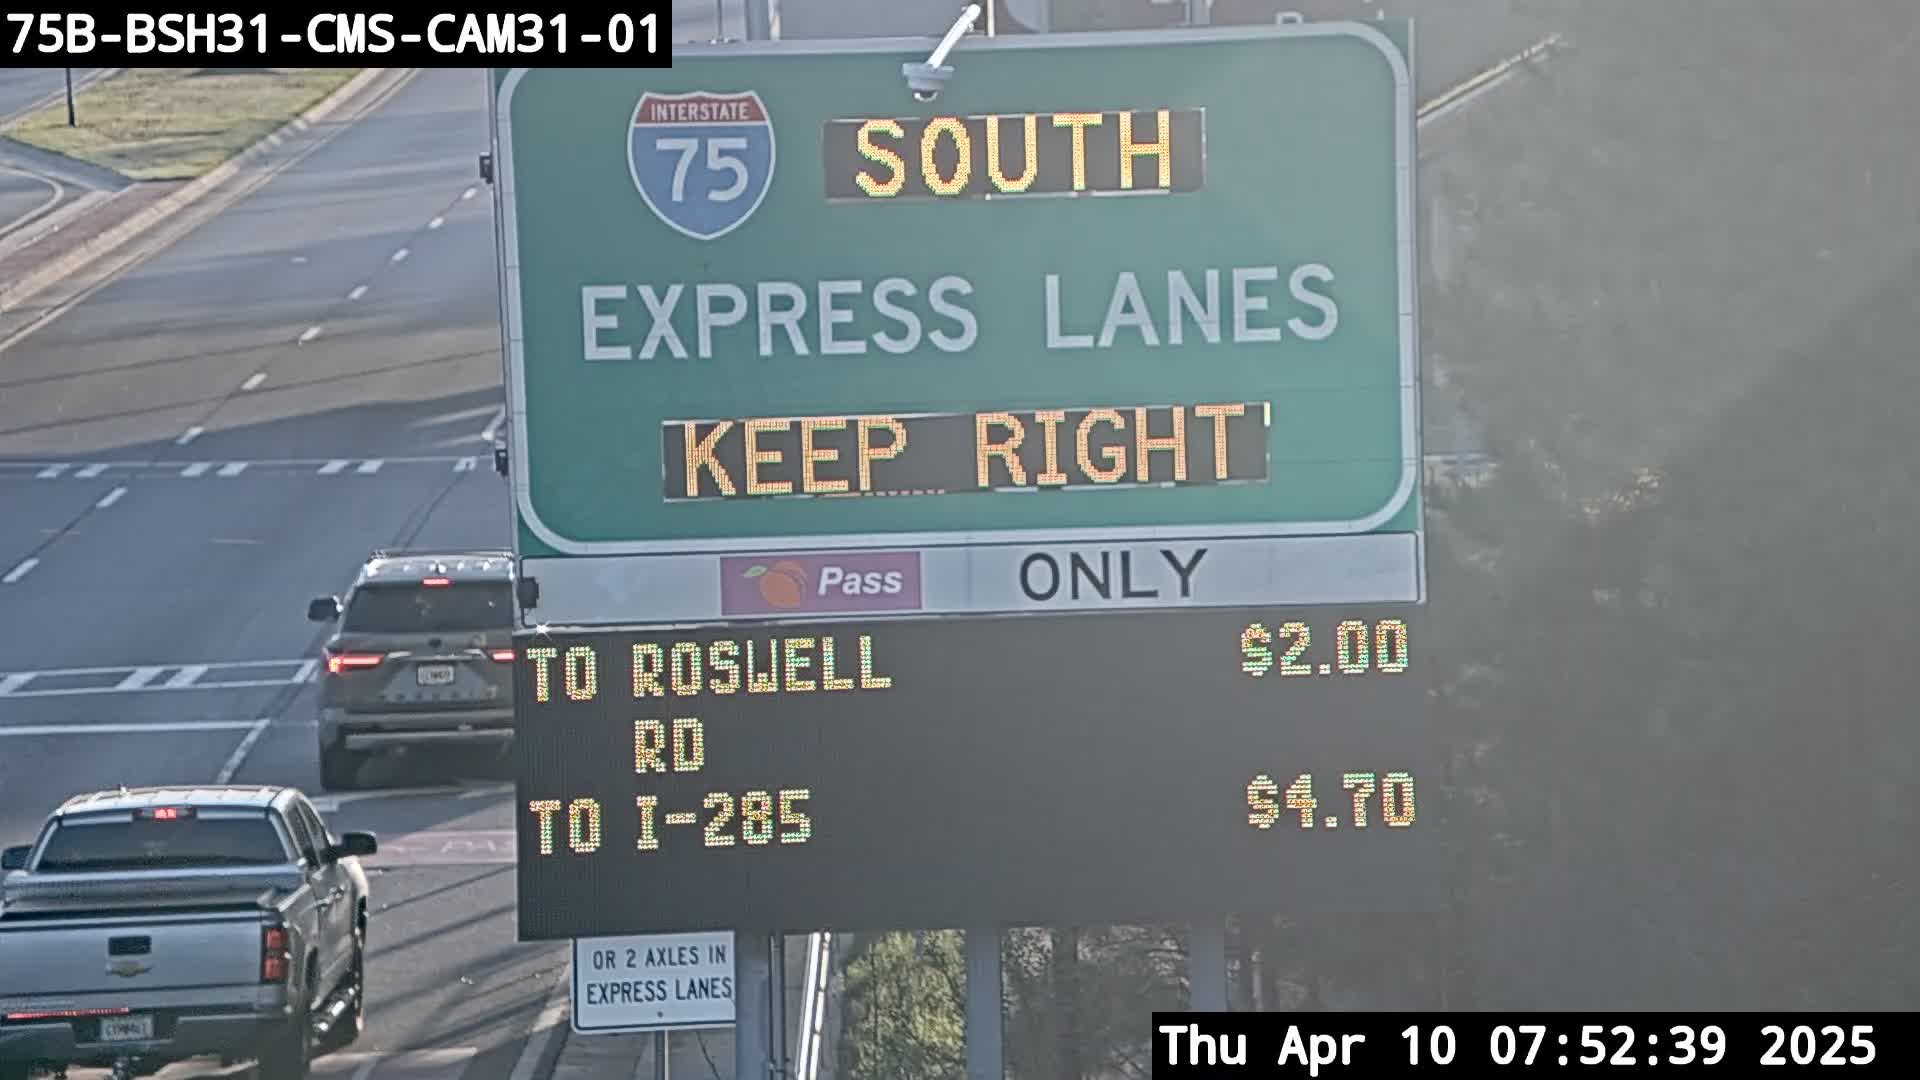 75B-BSH31-CMS-CAM31-01
INTERSTATE
75
SOUTH
EXPRESS LANES
KEEP RIGHT
Pass ONLY
TO ROSWELL $2.00
RD
TO I-285 $4.70
OR 2 AXLES IN
EXPRESS LANES
Thu Apr 10 07:52:39 2025